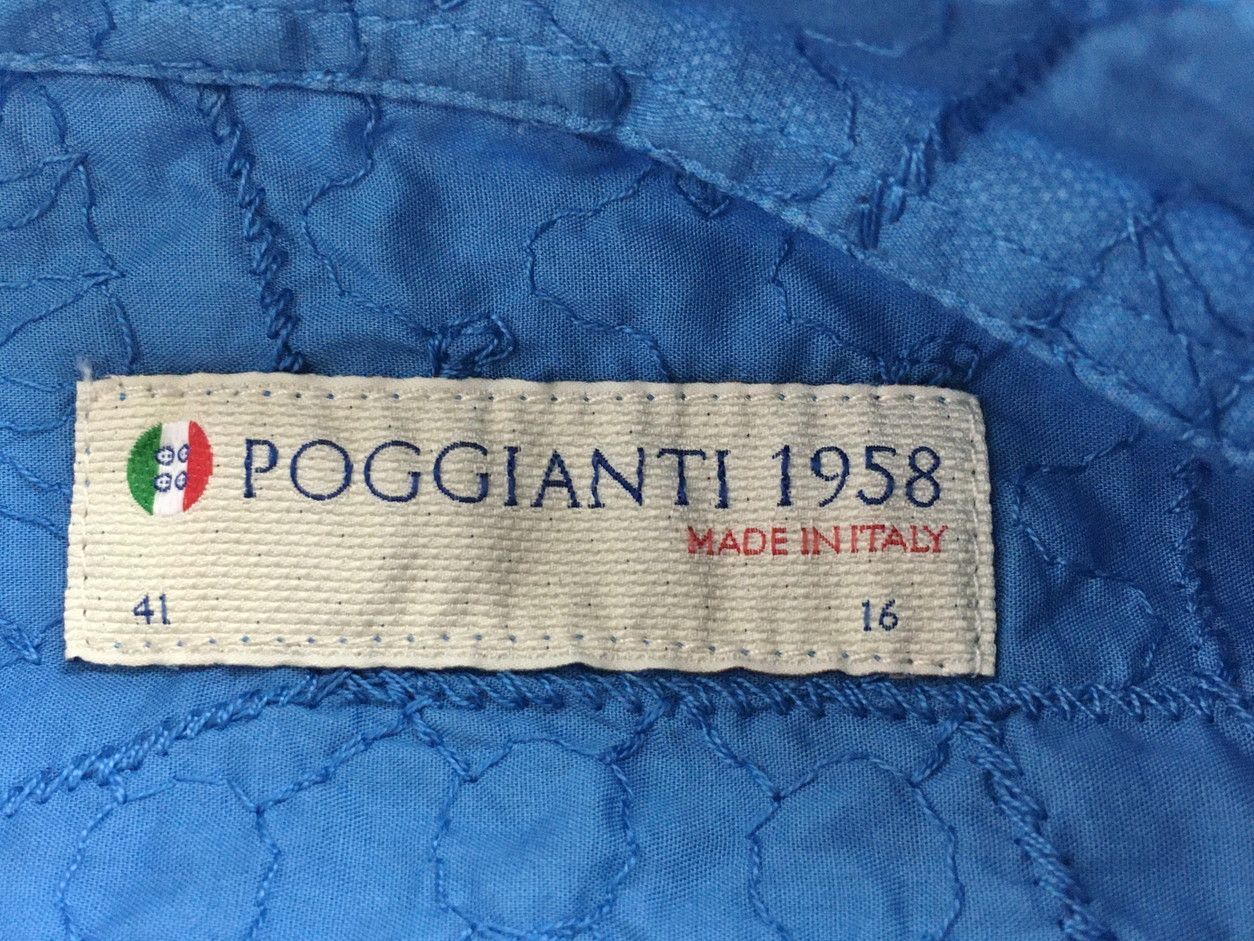 POGGIANTI 1958
MADE IN ITALY
41 16